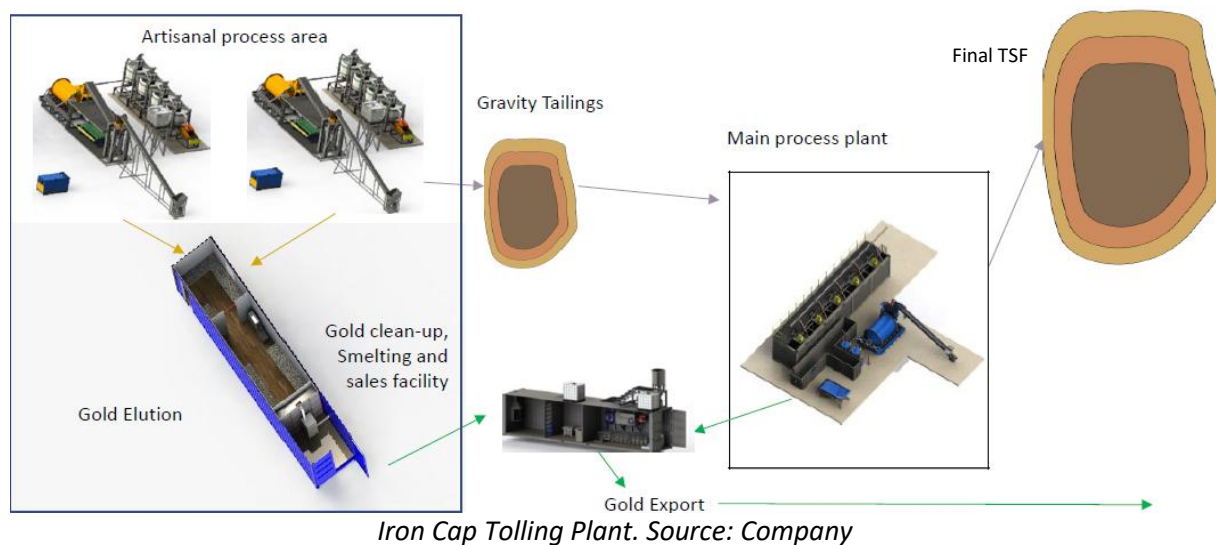 Artisanal process area
Final TSF
Gravity Tailings
Main process plant
Gold clean-up,
Smelting and
sales facility
Gold Elution
Gold Export
Iron Cap Tolling Plant. Source: Company